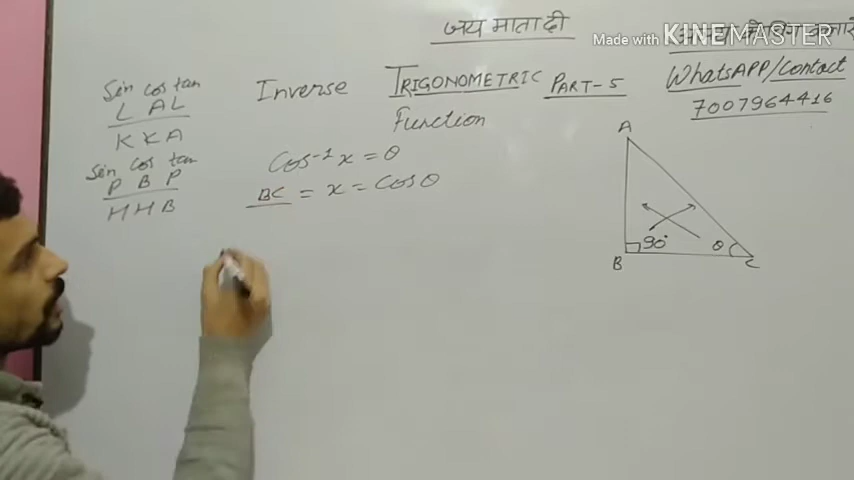 जय माता दी
Made with KINEMASTER
Sin cos tan
L A L
K K A
Sin cos tan
P B P
H H B
Inverse TRIGONOMETRIC PART-5
Function
WhatsAPP/Contact
7007964416
Cos⁻¹ x = θ
BC = x = Cos θ
A
90°
θ
B
C